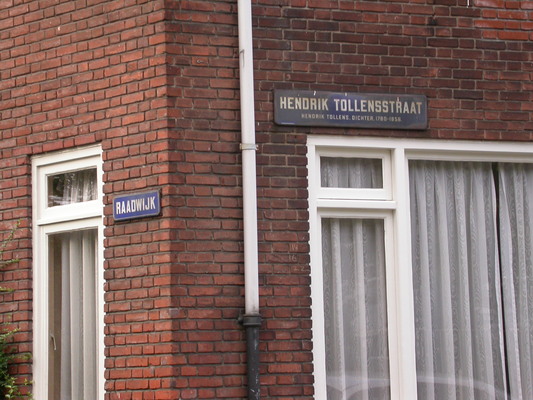 RAADWIJK
HENDRIK TOLLENSSTRAAT
HENDRIK TOLLENS, DICHTER, 1780-1856.